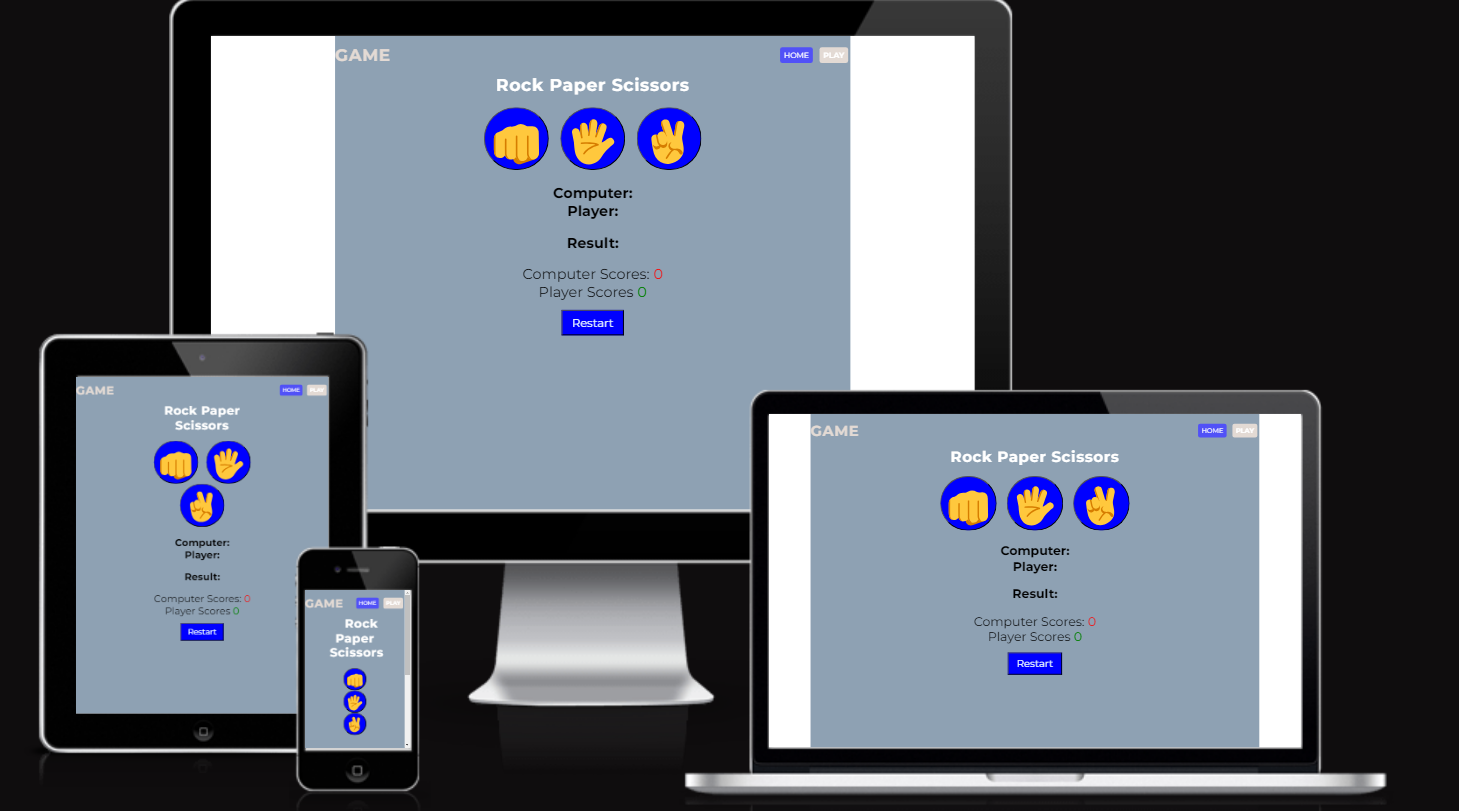 GAME
HOME PLAY
Rock Paper Scissors
Computer:
Player:
Result:
Computer Scores: 0
Player Scores 0
Restart
GAME
HOME PLAY
Rock Paper
Scissors
Computer:
Player:
Result:
Computer Scores: 0
Player Scores 0
Restart
GAME
HOME PLAY
Rock
Paper
Scissors
GAME
HOME PLAY
Rock Paper Scissors
Computer:
Player:
Result:
Computer Scores: 0
Player Scores 0
Restart